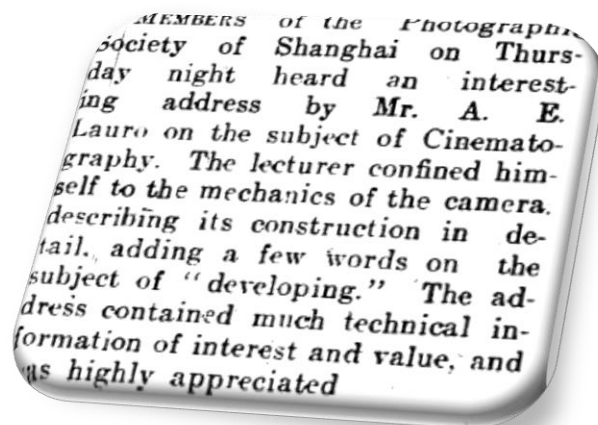 MEMBERS of the Photographic
Society of Shanghai on Thurs-
day night heard an interest-
ing address by Mr. A. E.
Lauro on the subject of Cinemato-
graphy. The lecturer confined him-
self to the mechanics of the camera.
describing its construction in de-
tail., adding a few words on the
subject of "developing." The ad-
dress contained much technical in-
formation of interest and value, and
was highly appreciated